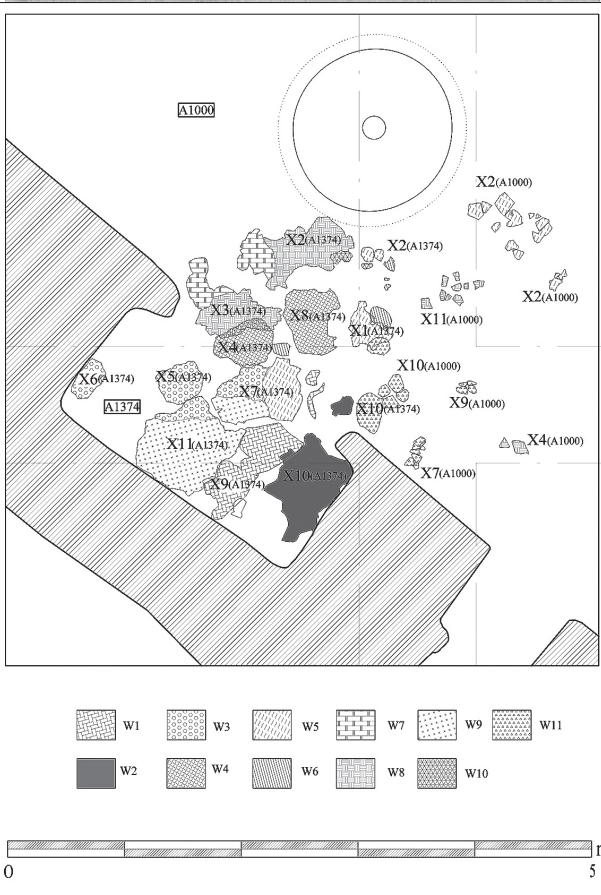 A1000
X2(A1000)
X2(A1374)
X2(A1374)
X2(A1000)
X3(A1374)
X8(A1374)
X11(A1000)
X1(A1374)
X4(A1374)
X6(A1374)
X5(A1374)
X7(A1374)
X10(A1000)
X9(A1000)
A1374
X10(A1374)
X11(A1374)
X4(A1000)
X9(A1374)
X10(A1374)
X7(A1000)
W1
W3
W5
W7
W9
W11
W2
W4
W6
W8
W10
0
5